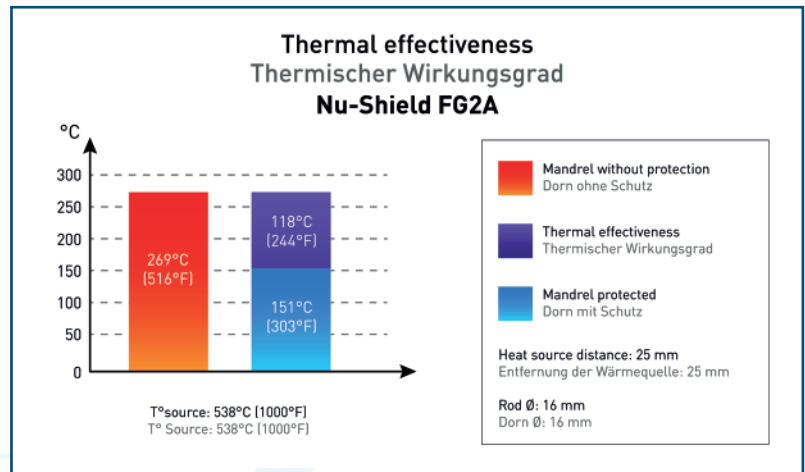 Thermal effectiveness
Thermischer Wirkungsgrad
Nu-Shield FG2A
°C
300
250
200
150
100
50
0
269°C
(516°F)
118°C
(244°F)
151°C
(303°F)
T°source: 538°C (1000°F)
T° Source: 538°C (1000°F)
Mandrel without protection
Dorn ohne Schutz
Thermal effectiveness
Thermischer Wirkungsgrad
Mandrel protected
Dorn mit Schutz
Heat source distance: 25 mm
Entfernung der Wärmequelle: 25 mm
Rod Ø: 16 mm
Dorn Ø: 16 mm